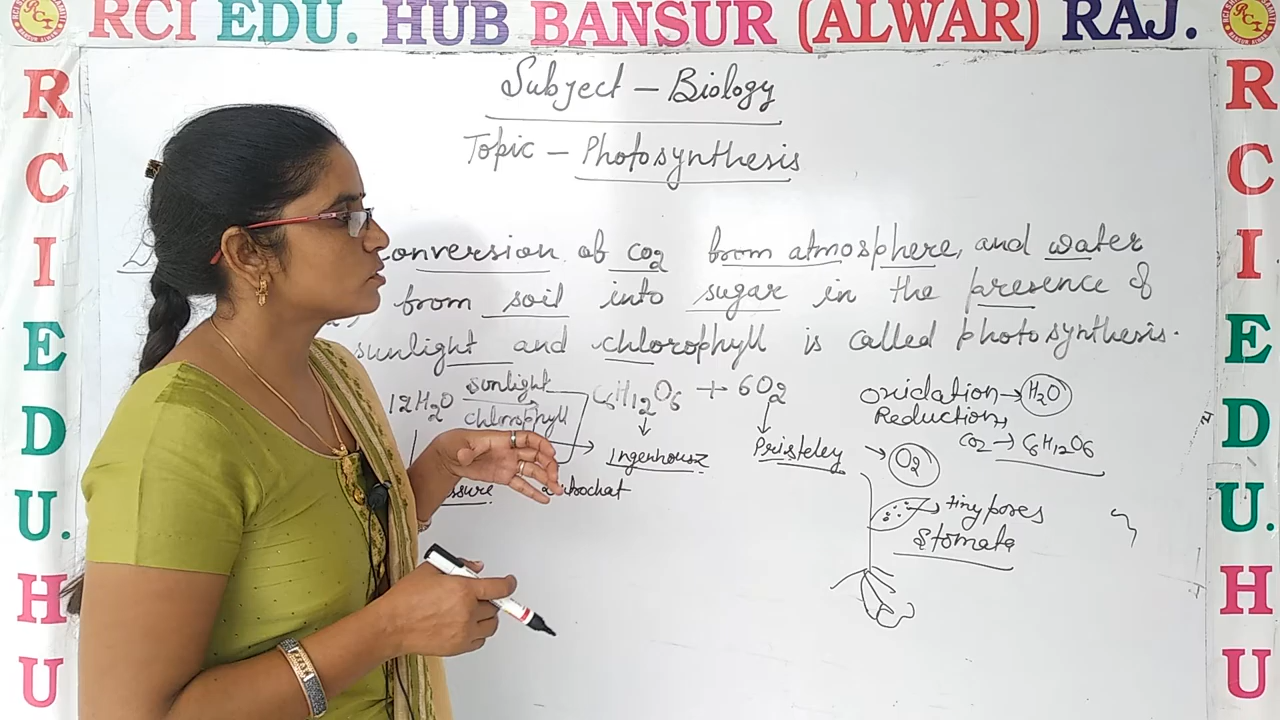 RCI EDU. HUB BANSUR (ALWAR) RAJ.
R C I E D U. H U
Subject - Biology
Topic - Photosynthesis
conversion of co2 from atmosphere, and water
from soil into sugar in the presence of
sunlight and chlorophyll is called photosynthesis.
12H2O sunlight chlorophyll → C6H12O6 + 6O2
Ingenhousz
Pristeley → O2
oxidation → H2O
Reduction,
co2 → C6H12O6
tiny pores
Stomata
R C I E D U. H U